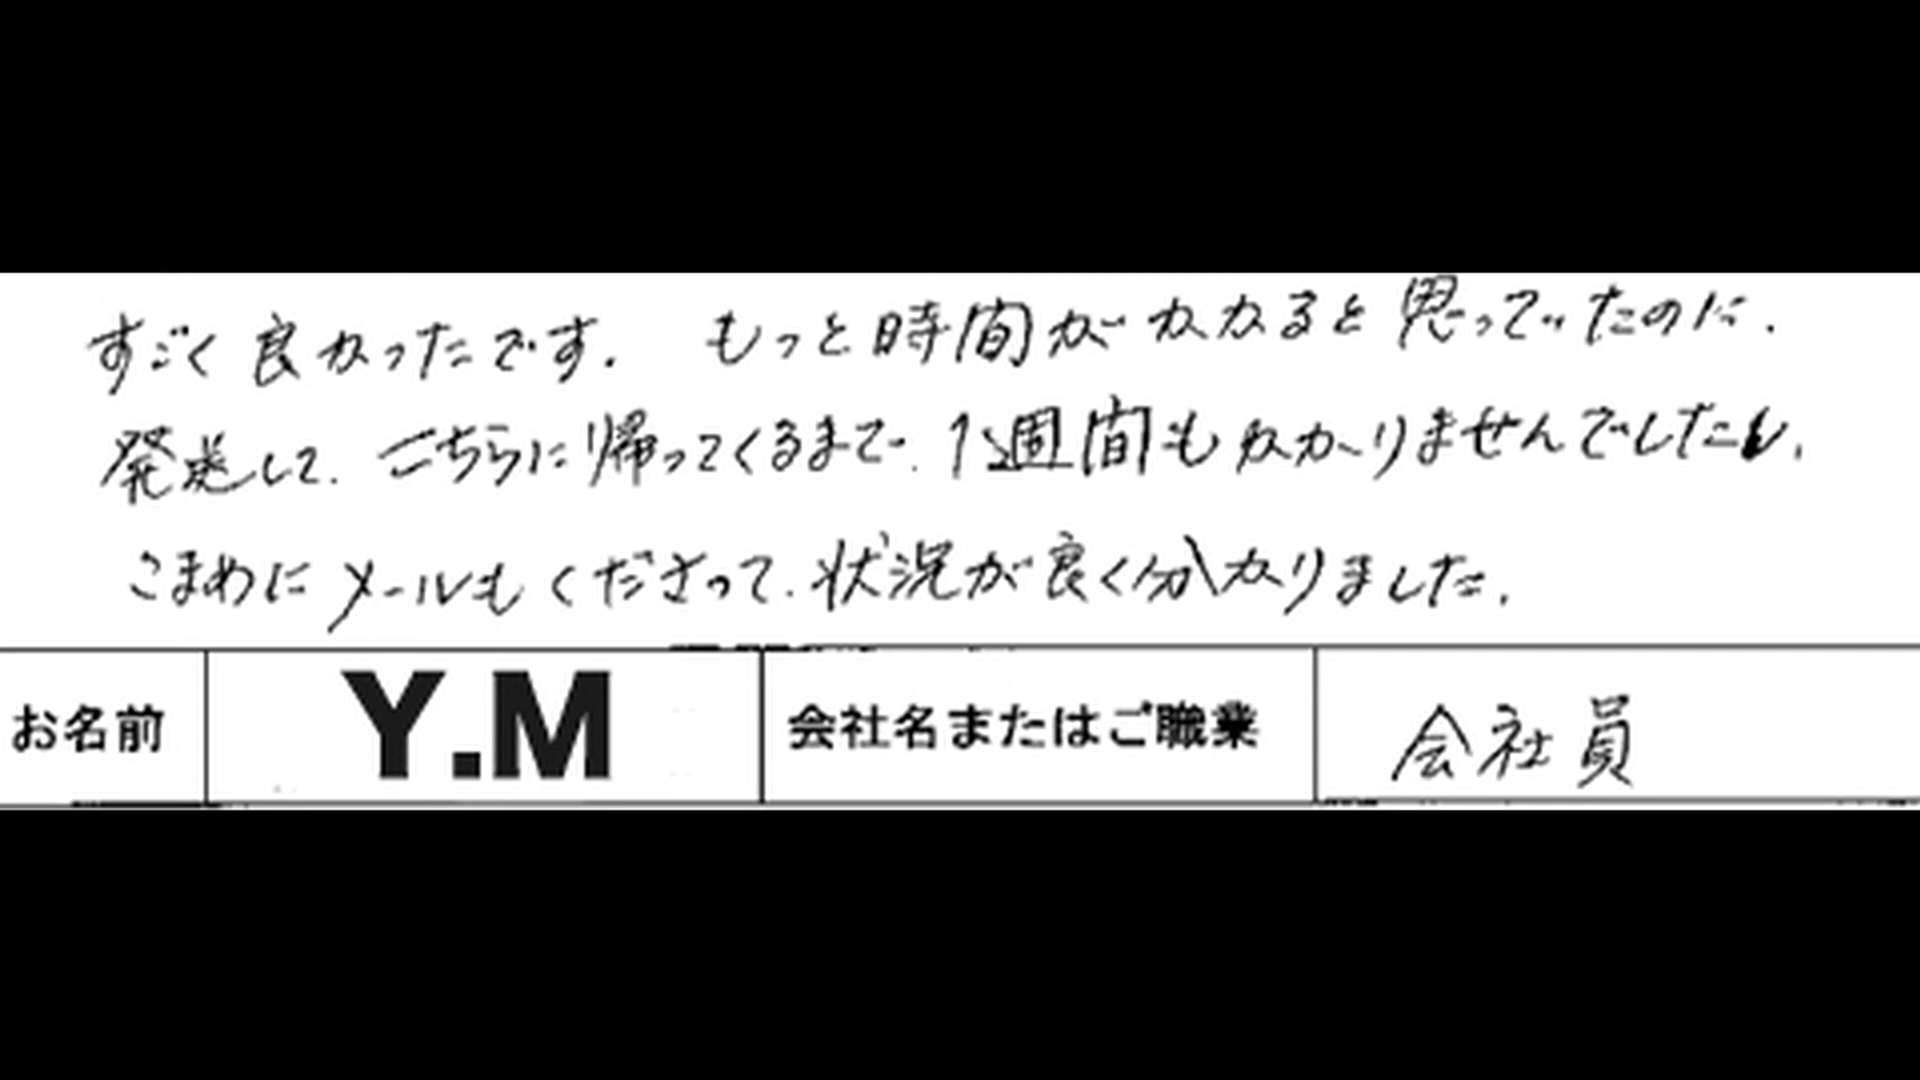 すごく良かったです。 もっと時間がかかると思っていたのに、
発送して、こちらに帰ってくるまで、1週間もかかりませんでしたし、
こまめにメールもくださって、状況が良く分かりました。
お名前 Y.M 会社名またはご職業 会社員